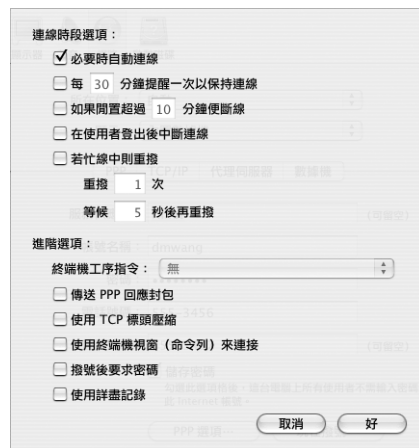 連線時段選項：
必要時自動連線
每 30 分鐘提醒一次以保持連線
如果閒置超過 10 分鐘便斷線
在使用者登出後中斷連線
若忙線中則重撥
重撥 1 次
等候 5 秒後再重撥
進階選項：
終端機工序指令： 無
傳送 PPP 回應封包
使用 TCP 標頭壓縮
使用終端機視窗（命令列）來連接
撥號後要求密碼
使用詳盡記錄
取消 好